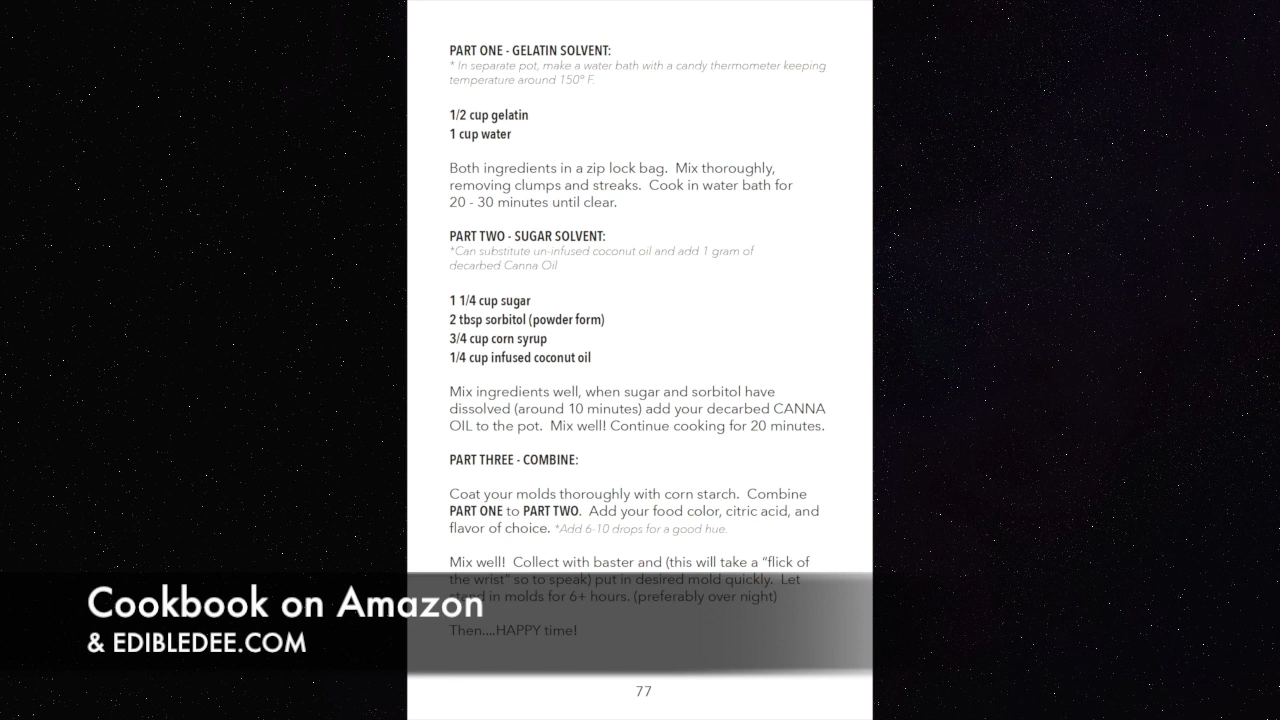 PART ONE - GELATIN SOLVENT:
* In separate pot, make a water bath with a candy thermometer keeping
temperature around 150º F.
1/2 cup gelatin
1 cup water
Both ingredients in a zip lock bag. Mix thoroughly,
removing clumps and streaks. Cook in water bath for
20 - 30 minutes until clear.
PART TWO - SUGAR SOLVENT:
*Can substitute un-infused coconut oil and add 1 gram of
decarbed Canna Oil
1 1/4 cup sugar
2 tbsp sorbitol (powder form)
3/4 cup corn syrup
1/4 cup infused coconut oil
Mix ingredients well, when sugar and sorbitol have
dissolved (around 10 minutes) add your decarbed CANNA
OIL to the pot. Mix well! Continue cooking for 20 minutes.
PART THREE - COMBINE:
Coat your molds thoroughly with corn starch. Combine
PART ONE to PART TWO. Add your food color, citric acid, and
flavor of choice. *Add 6-10 drops for a good hue.
Mix well! Collect with baster and (this will take a “flick of
the wrist” so to speak) put in desired mold quickly. Let
stand in molds for 6+ hours. (preferably over night)
Then....HAPPY time!
Cookbook on Amazon
& EDIBLEDEE.COM
77